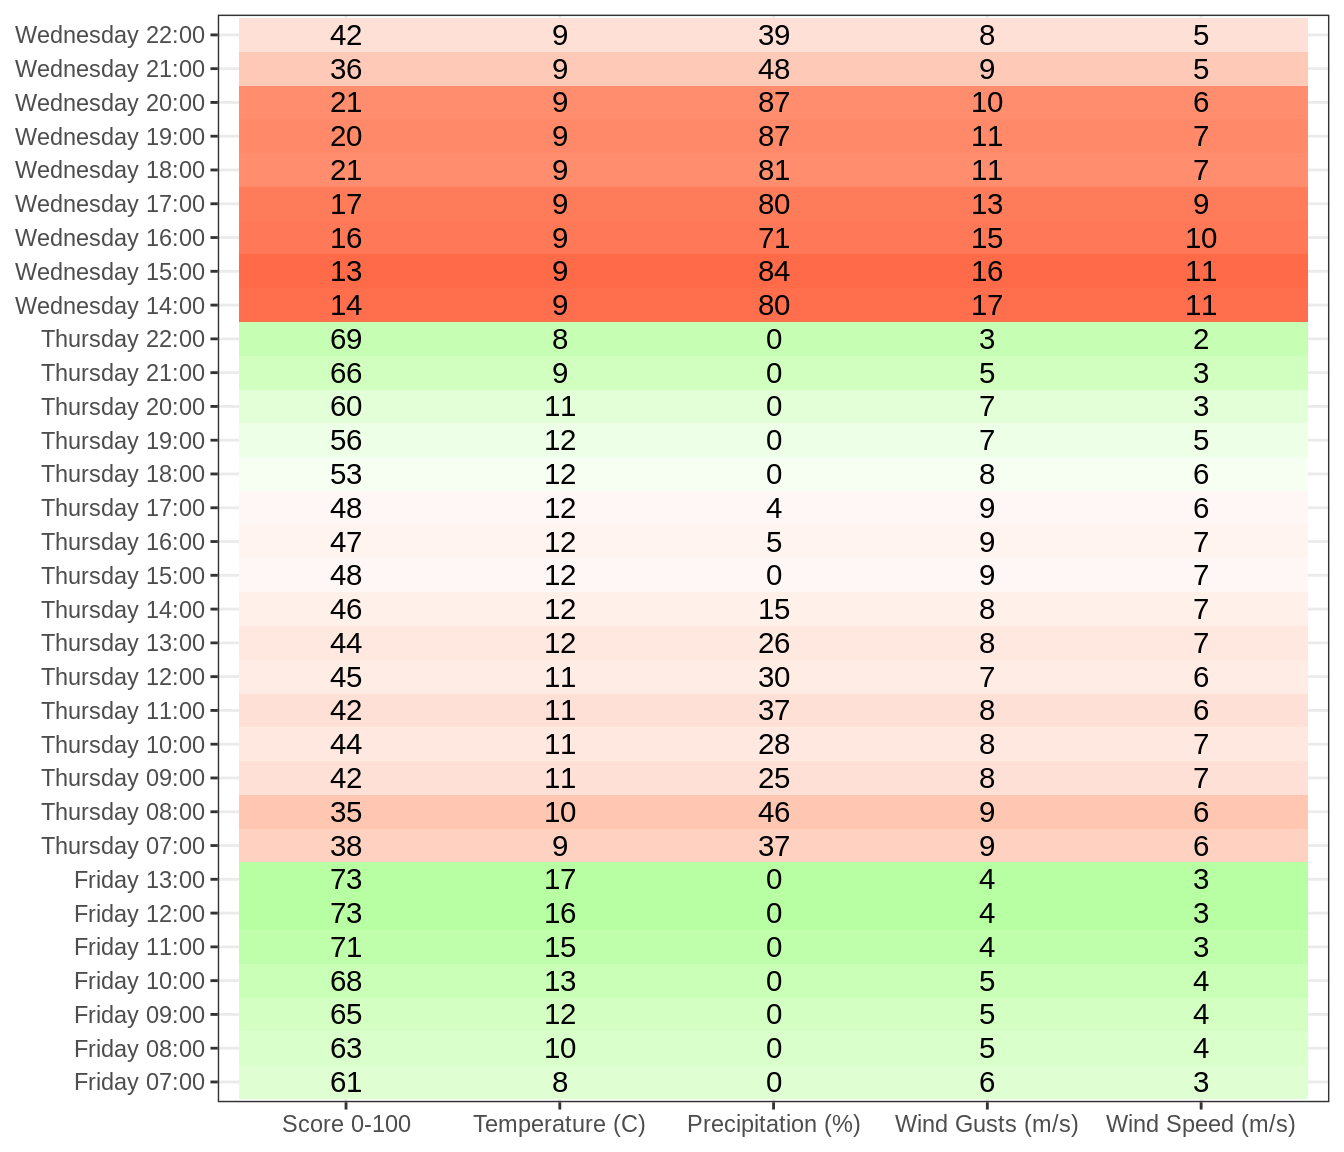 Wednesday 22:00 42 9 39 8 5
Wednesday 21:00 36 9 48 9 5
Wednesday 20:00 21 9 87 10 6
Wednesday 19:00 20 9 87 11 7
Wednesday 18:00 21 9 81 11 7
Wednesday 17:00 17 9 80 13 9
Wednesday 16:00 16 9 71 15 10
Wednesday 15:00 13 9 84 16 11
Wednesday 14:00 14 9 80 17 11
Thursday 22:00 69 8 0 3 2
Thursday 21:00 66 9 0 5 3
Thursday 20:00 60 11 0 7 3
Thursday 19:00 56 12 0 7 5
Thursday 18:00 53 12 0 8 6
Thursday 17:00 48 12 4 9 6
Thursday 16:00 47 12 5 9 7
Thursday 15:00 48 12 0 9 7
Thursday 14:00 46 12 15 8 7
Thursday 13:00 44 12 26 8 7
Thursday 12:00 45 11 30 7 6
Thursday 11:00 42 11 37 8 6
Thursday 10:00 44 11 28 8 7
Thursday 09:00 42 11 25 8 7
Thursday 08:00 35 10 46 9 6
Thursday 07:00 38 9 37 9 6
Friday 13:00 73 17 0 4 3
Friday 12:00 73 16 0 4 3
Friday 11:00 71 15 0 4 3
Friday 10:00 68 13 0 5 4
Friday 09:00 65 12 0 5 4
Friday 08:00 63 10 0 5 4
Friday 07:00 61 8 0 6 3
Score 0-100 Temperature (C) Precipitation (%) Wind Gusts (m/s) Wind Speed (m/s)